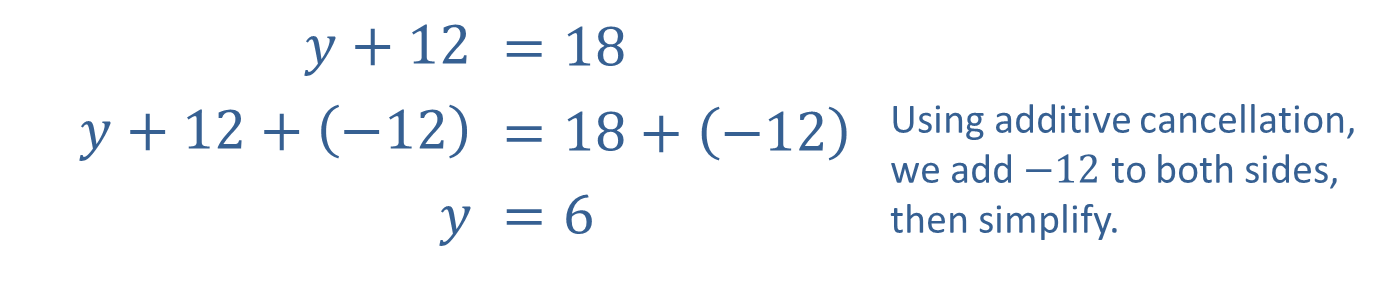 y + 12 = 18
y + 12 + (−12) = 18 + (−12)
y = 6
Using additive cancellation,
we add −12 to both sides,
then simplify.